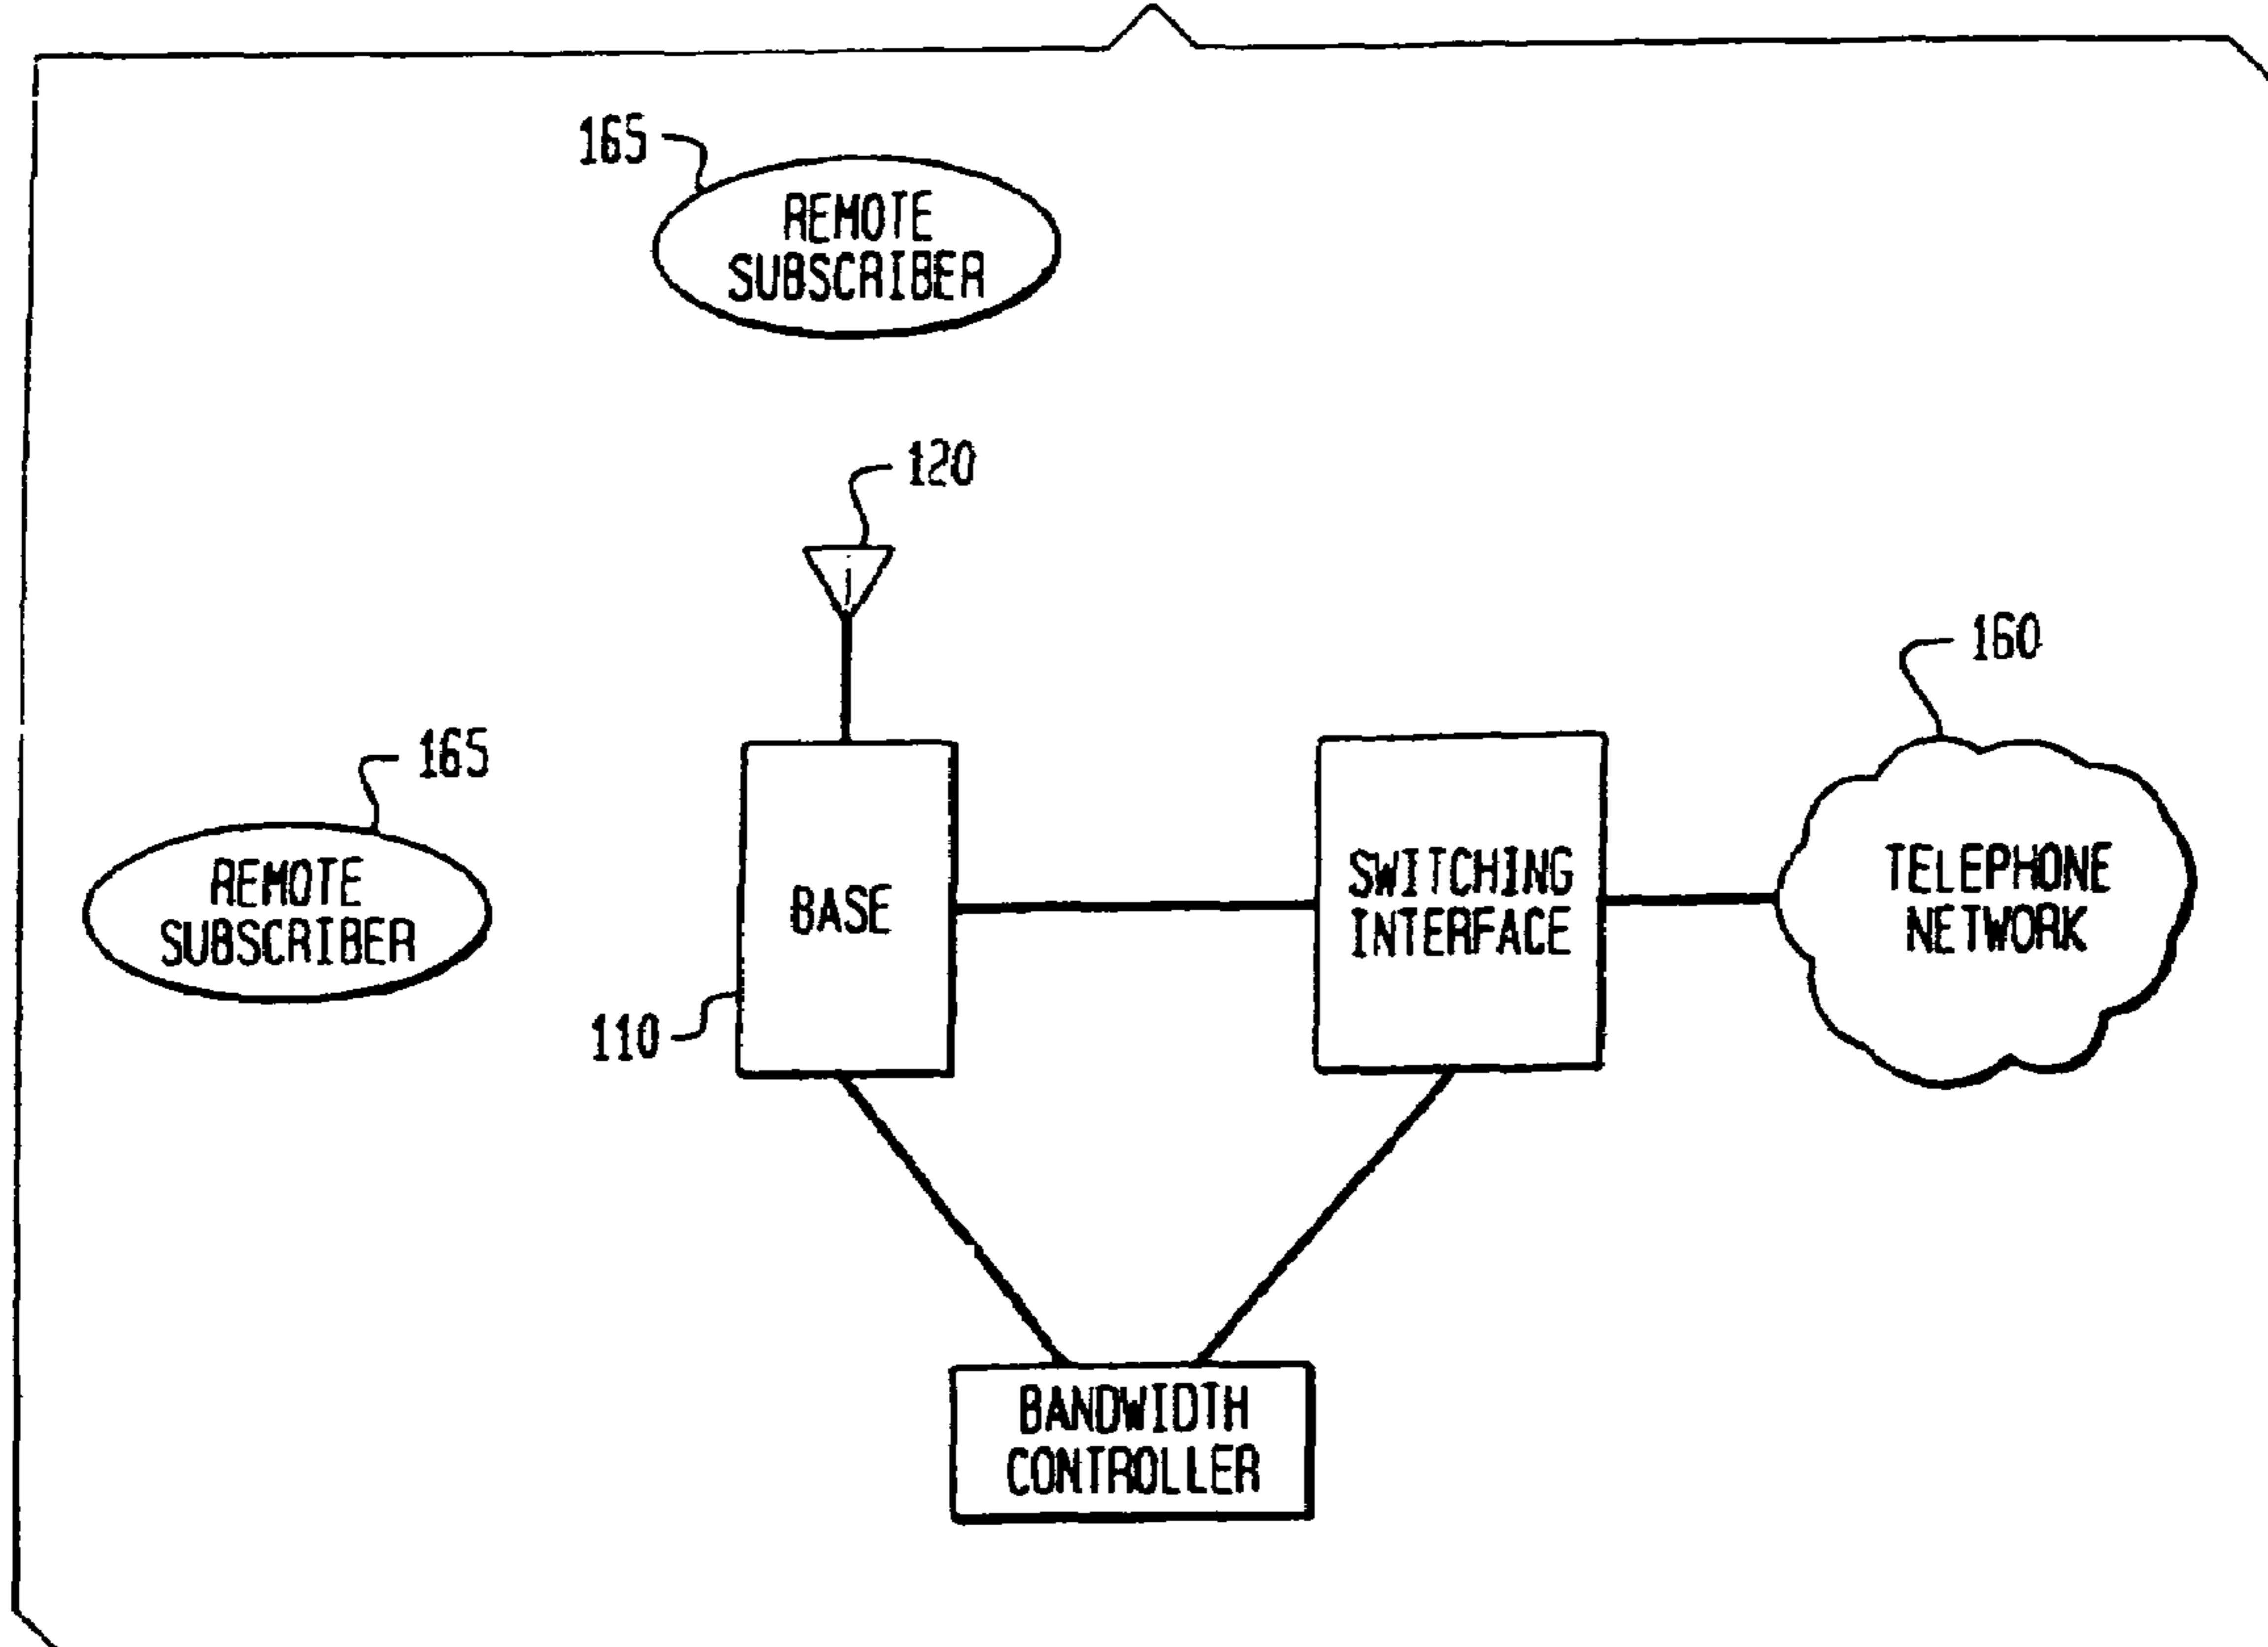 165
REMOTE
SUBSCRIBER
120
160
165
REMOTE
SUBSCRIBER
BASE
110
SWITCHING
INTERFACE
TELEPHONE
NETWORK
BANDWIDTH
CONTROLLER